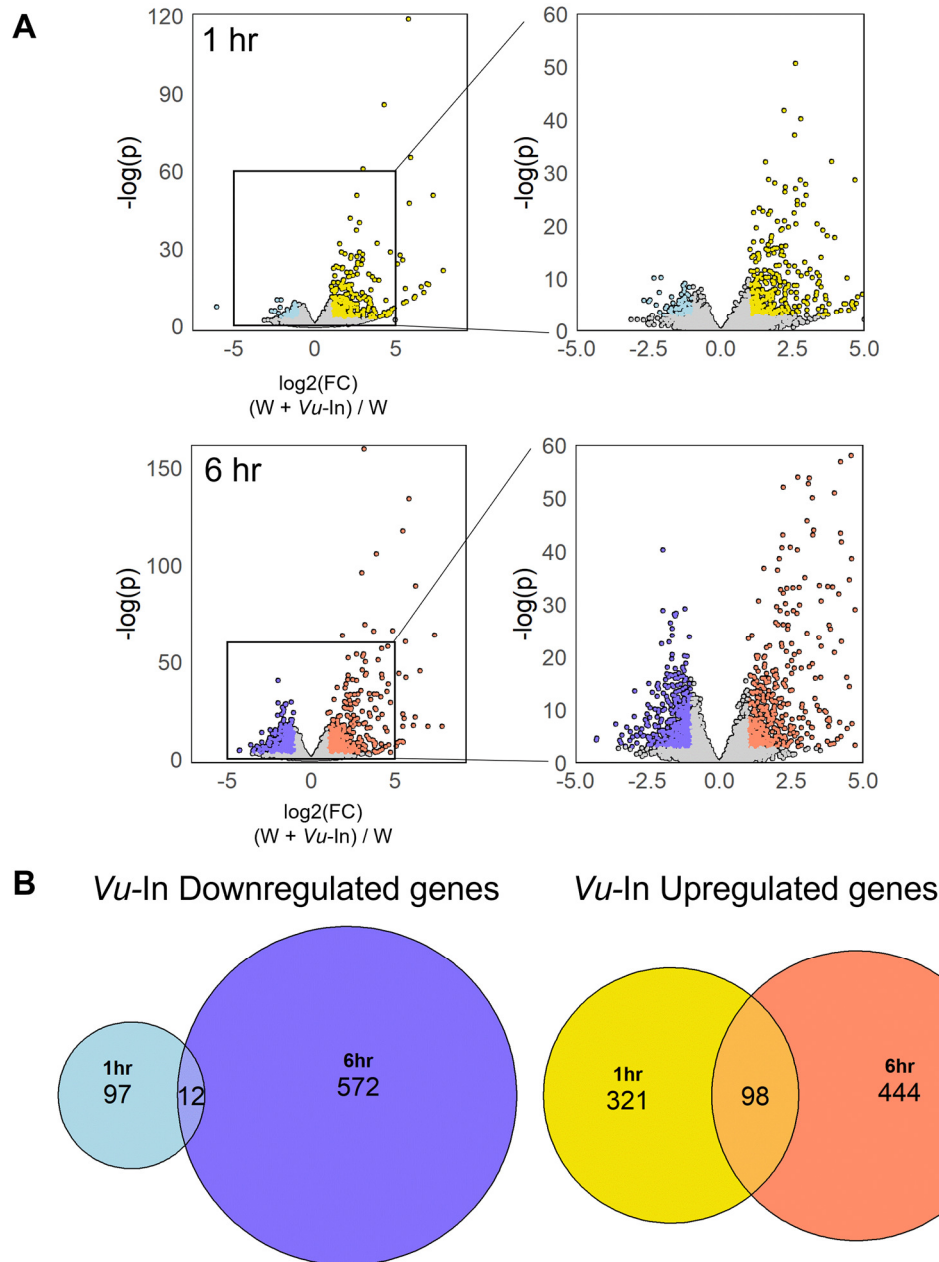 A
1 hr
120
90
60
30
0
-log(p)
-5
0
5
log2(FC)
(W + Vu-In) / W
60
50
40
30
20
10
0
-log(p)
-5.0
-2.5
0.0
2.5
5.0
6 hr
150
100
50
0
-log(p)
-5
0
5
log2(FC)
(W + Vu-In) / W
60
50
40
30
20
10
0
-log(p)
-5.0
-2.5
0.0
2.5
5.0
B
Vu-In Downregulated genes
1hr
97
12
6hr
572
Vu-In Upregulated genes
1hr
321
98
6hr
444